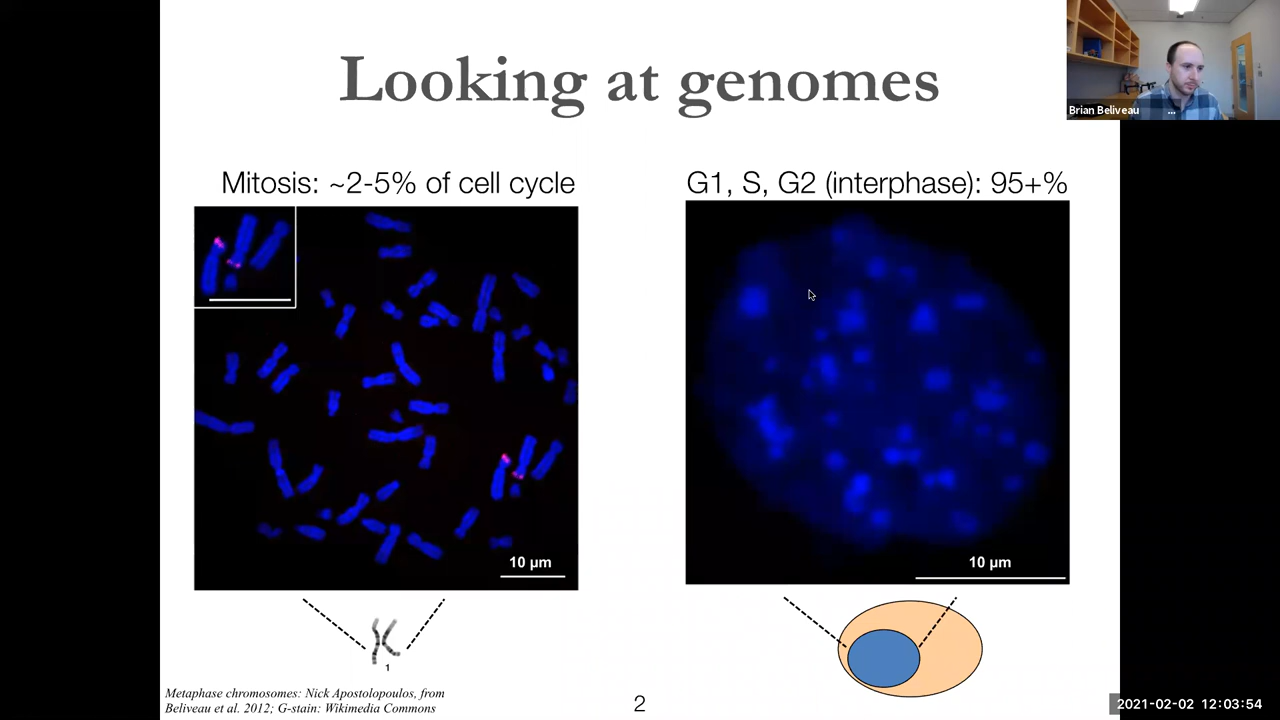 Looking at genomes
Brian Beliveau
...
Mitosis: ~2-5% of cell cycle
G1, S, G2 (interphase): 95+%
10 µm
10 µm
1
Metaphase chromosomes: Nick Apostolopoulos, from
Beliveau et al. 2012; G-stain: Wikimedia Commons
2
2021-02-02 12:03:54